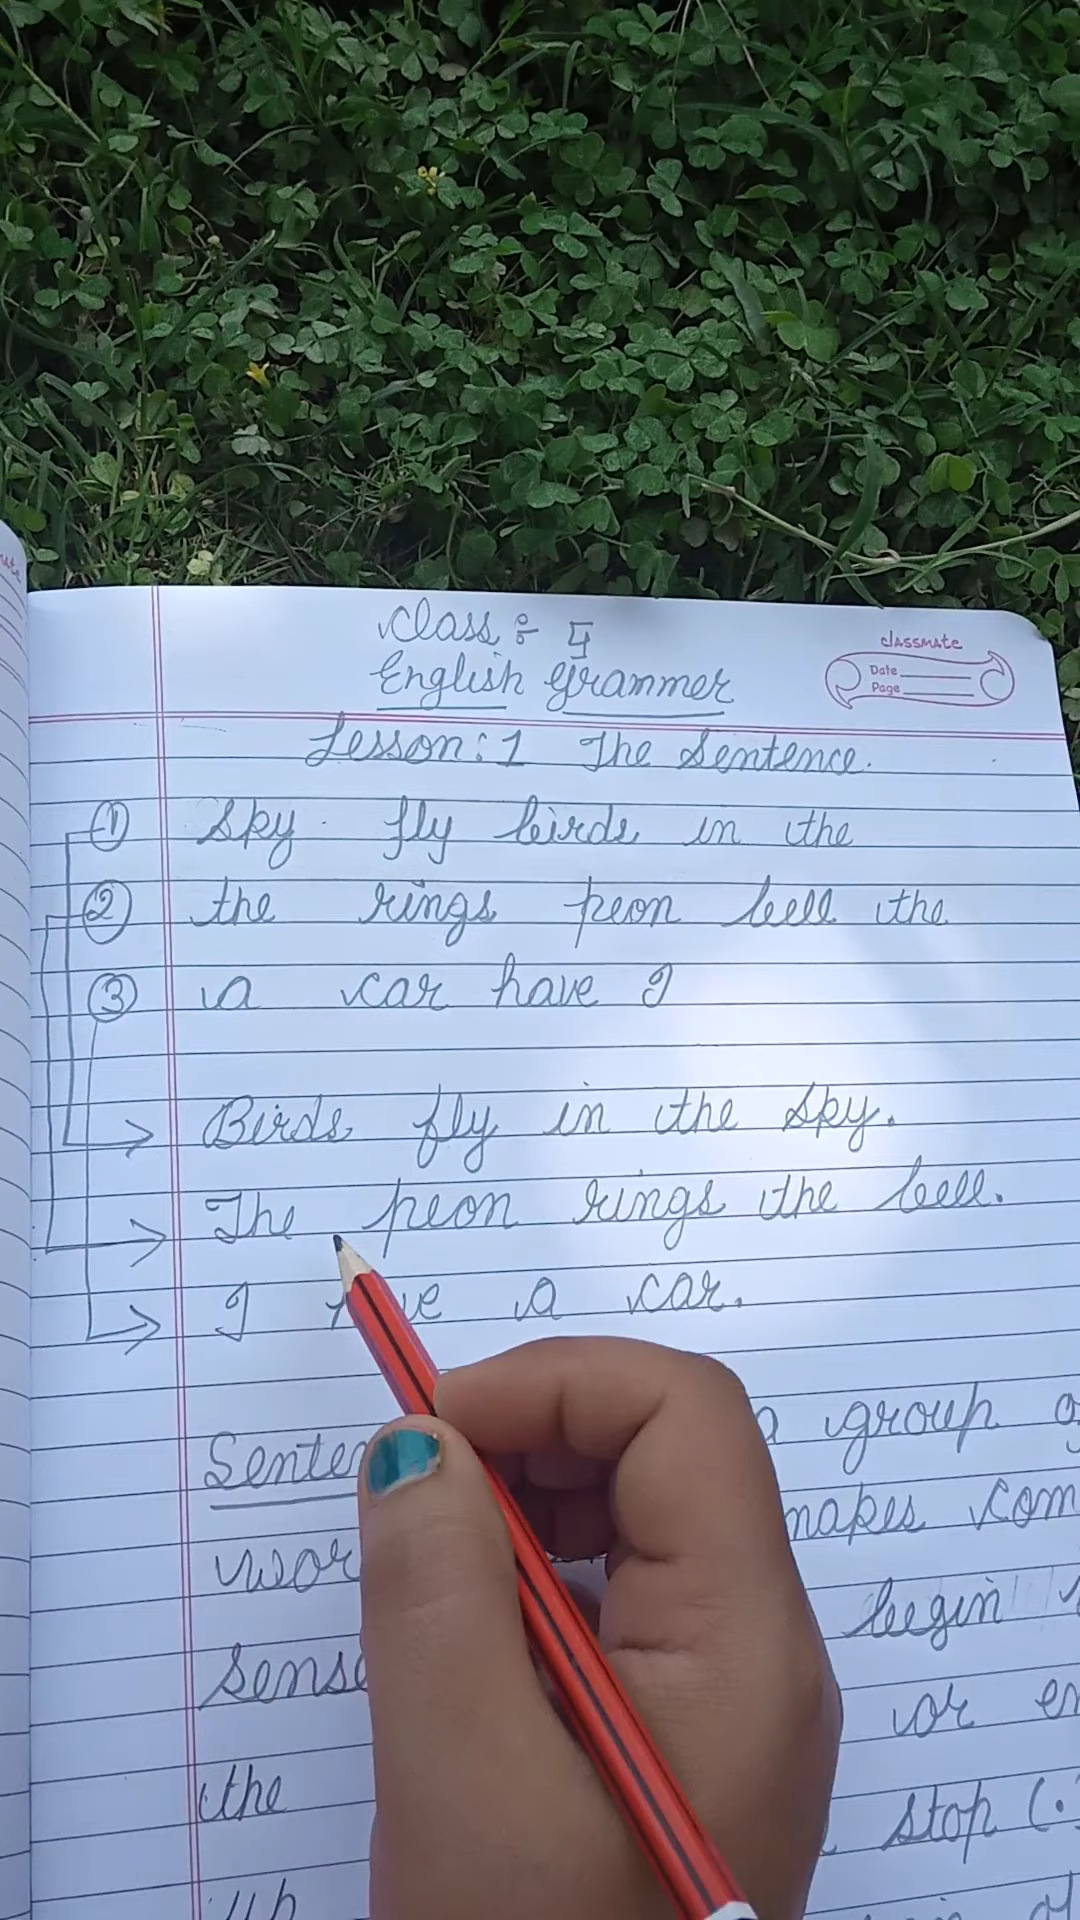 Class :- 5
English Grammer
classmate
Date
Page
Lesson: 1 The Sentence.
① Sky fly birds in the
② the rings peon bell the
③ a car have I
Birds fly in the Sky.
The peon rings the bell.
I a car.
a group
makes
begin
sense or
the stop (.)